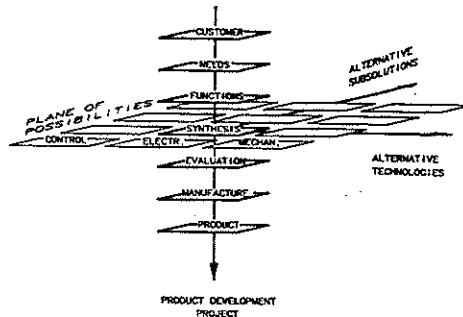 CUSTOMER
NEEDS
ALTERNATIVE
SUBSOLUTIONS
FUNCTIONS
PLANE OF
POSSIBILITIES
SYNTHESIS
CONTROL
ELECTR.
MECHAN.
EVALUATION
ALTERNATIVE
TECHNOLOGIES
MANUFACTURE
PRODUCT
PRODUCT DEVELOPMENT
PROJECT